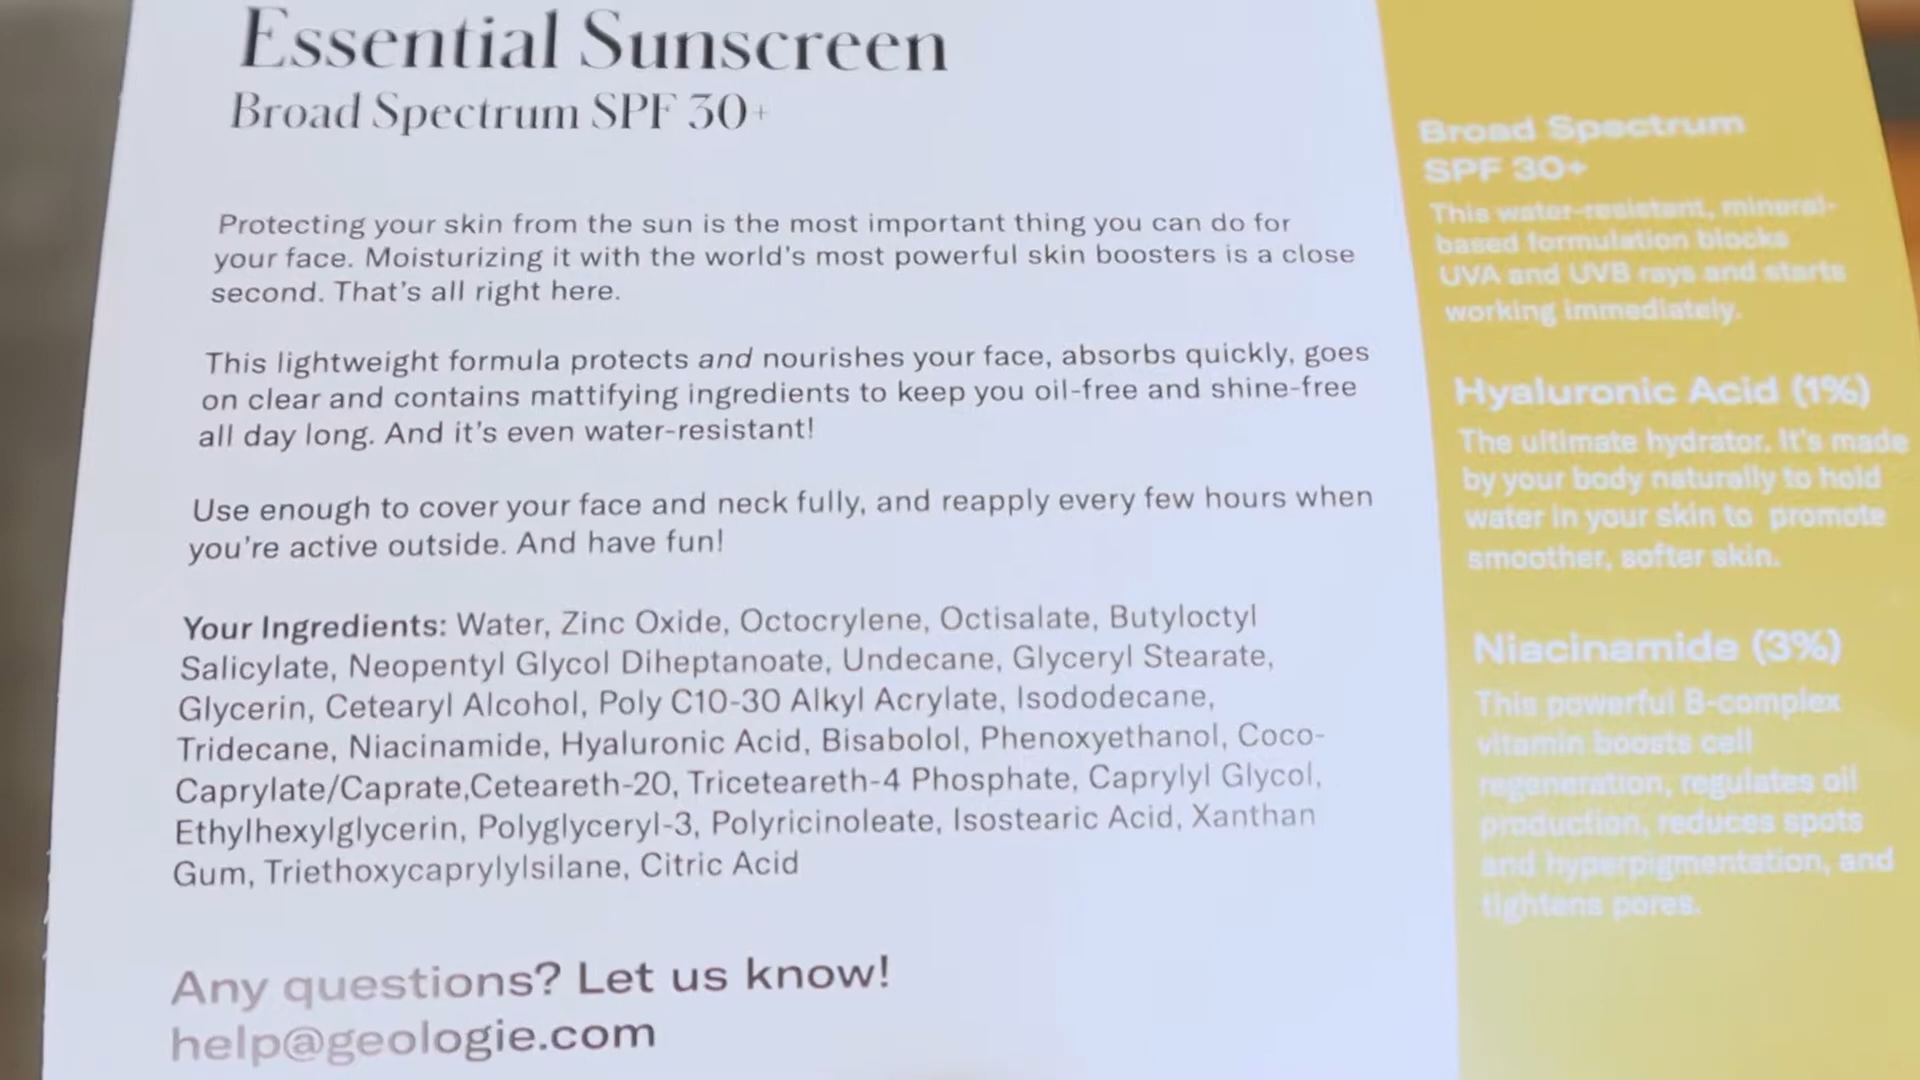 Essential Sunscreen
Broad Spectrum SPF 30+
Protecting your skin from the sun is the most important thing you can do for
your face. Moisturizing it with the world's most powerful skin boosters is a close
second. That's all right here.
This lightweight formula protects and nourishes your face, absorbs quickly, goes
on clear and contains mattifying ingredients to keep you oil-free and shine-free
all day long. And it's even water-resistant!
Use enough to cover your face and neck fully, and reapply every few hours when
you're active outside. And have fun!
Your Ingredients: Water, Zinc Oxide, Octocrylene, Octisalate, Butyloctyl
Salicylate, Neopentyl Glycol Diheptanoate, Undecane, Glyceryl Stearate,
Glycerin, Cetearyl Alcohol, Poly C10-30 Alkyl Acrylate, Isododecane,
Tridecane, Niacinamide, Hyaluronic Acid, Bisabolol, Phenoxyethanol, Coco-
Caprylate/Caprate,Ceteareth-20, Triceteareth-4 Phosphate, Caprylyl Glycol,
Ethylhexylglycerin, Polyglyceryl-3, Polyricinoleate, Isostearic Acid, Xanthan
Gum, Triethoxycaprylylsilane, Citric Acid
Any questions? Let us know!
help@geologie.com
Broad Spectrum
SPF 30+
This water-resistant, mineral-
based formulation blocks
UVA and UVB rays and starts
working immediately.
Hyaluronic Acid (1%)
The ultimate hydrator. It's made
by your body naturally to hold
water in your skin to promote
smoother, softer skin.
Niacinamide (3%)
This powerful B-complex
vitamin boosts cell
regeneration, regulates oil
production, reduces spots
and hyperpigmentation, and
tightens pores.